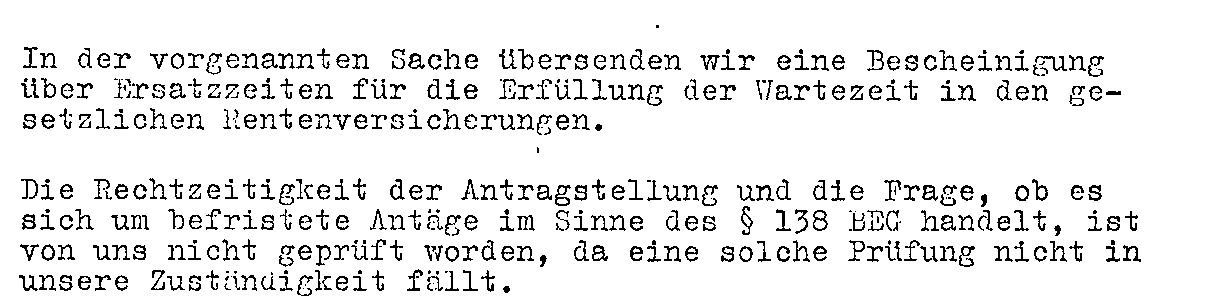 In der vorgenannten Sache übersenden wir eine Bescheinigung
über Ersatzzeiten für die Erfüllung der Wartezeit in den ge-
setzlichen Rentenversicherungen.

Die Rechtzeitigkeit der Antragstellung und die Frage, ob es
sich um befristete Antäge im Sinne des § 138 BEG handelt, ist
von uns nicht geprüft worden, da eine solche Prüfung nicht in
unsere Zuständigkeit fällt.